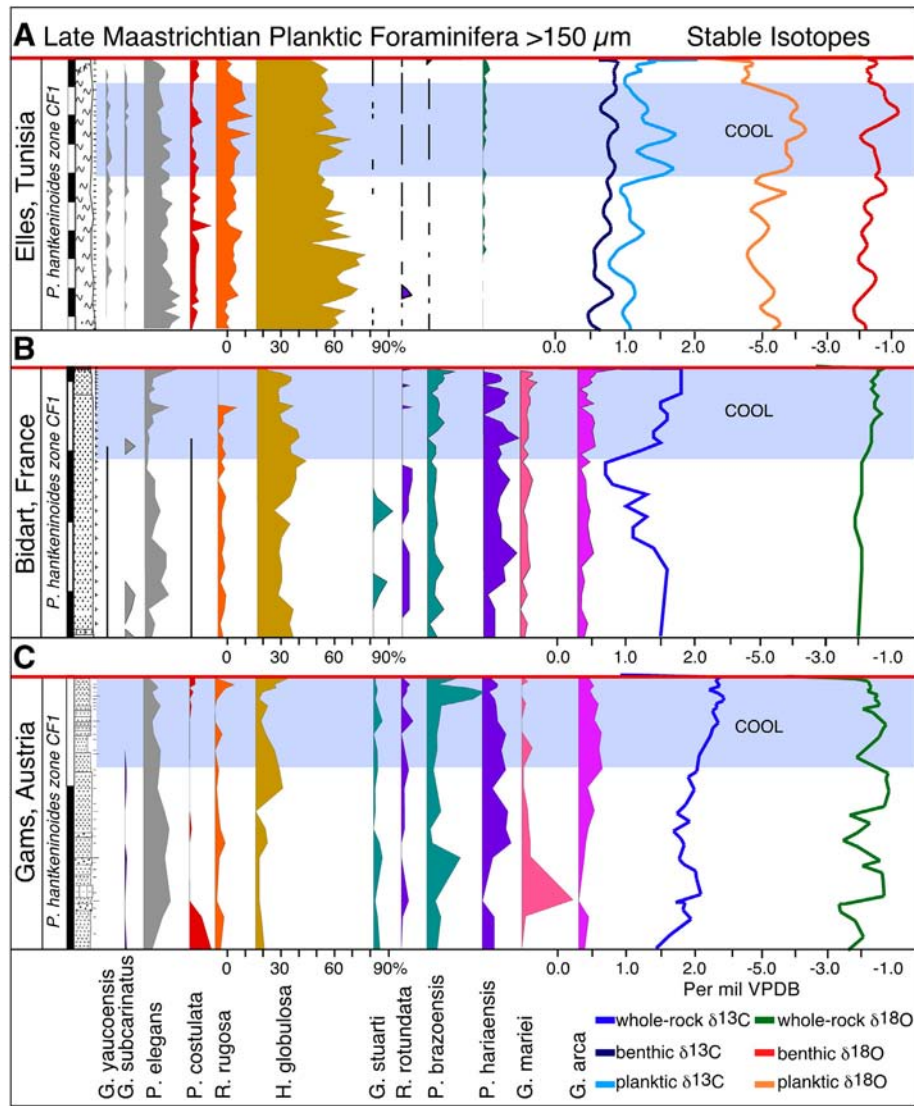 A Late Maastrichtian Planktic Foraminifera >150 µm Stable Isotopes
Elles, Tunisia
P. hantkeninoides zone CF1
COOL
0 30 60 90% 0.0 1.0 2.0 -5.0 -3.0 -1.0
B
Bidart, France
P. hantkeninoides zone CF1
COOL
0 30 60 90% 0.0 1.0 2.0 -5.0 -3.0 -1.0
C
Gams, Austria
P. hantkeninoides zone CF1
COOL
0 30 60 90% 0.0 1.0 2.0 -5.0 -3.0 -1.0
Per mil VPDB
G. yaucoensis
G. subcarinatus
P. elegans
P. costulata
R. rugosa
H. globulosa
G. stuarti
R. rotundata
P. brazoensis
P. hariaensis
G. mariei
G. arca
whole-rock δ13C whole-rock δ18O
benthic δ13C benthic δ18O
planktic δ13C planktic δ18O